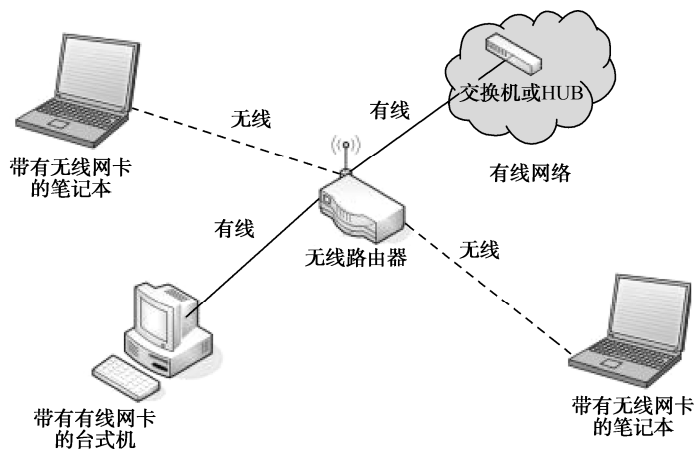 交换机或HUB
有线
无线
带有无线网卡
的笔记本
有线网络
有线
无线路由器
无线
带有有线网卡
的台式机
带有无线网卡
的笔记本